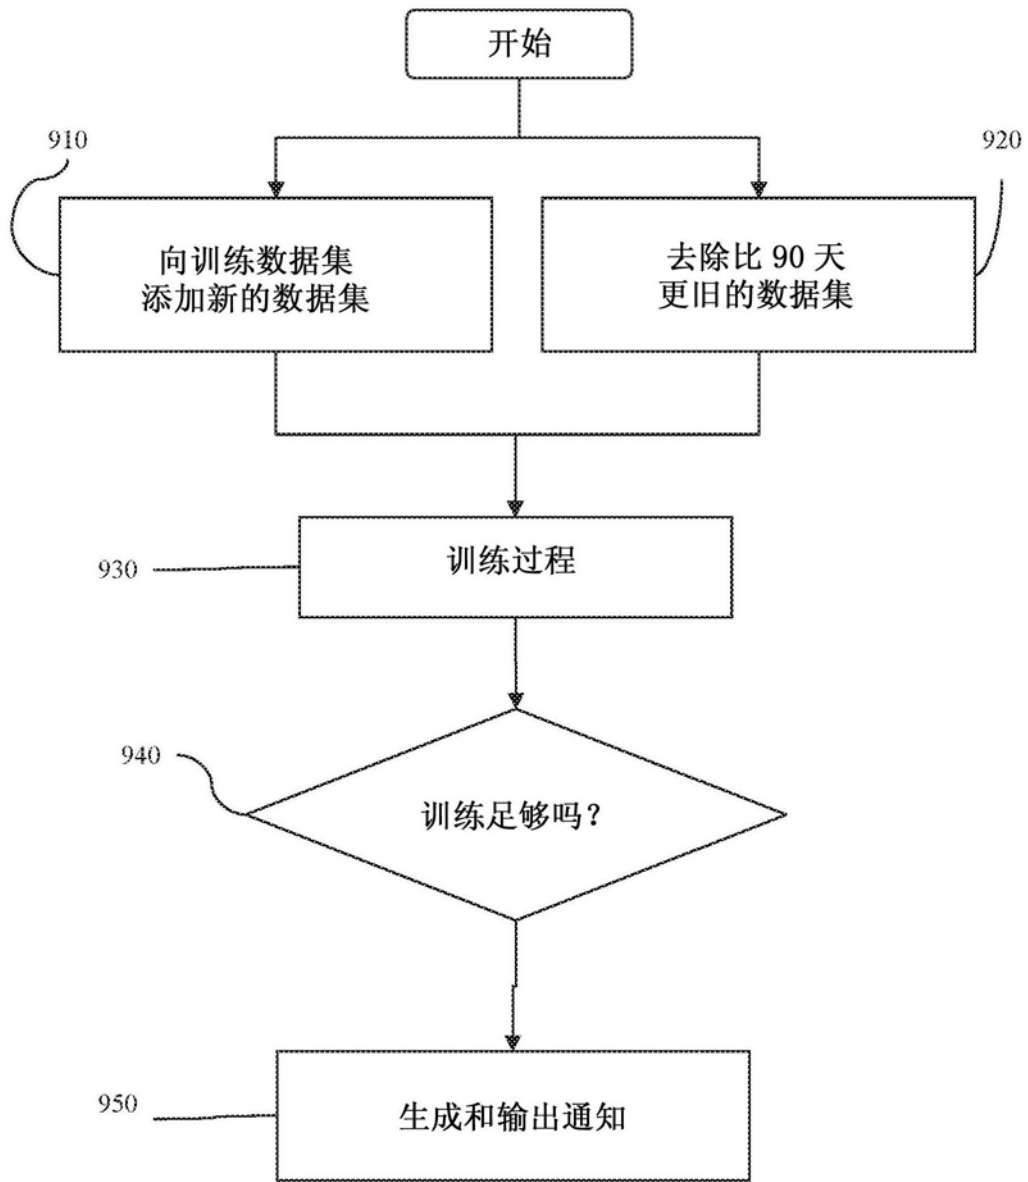 开始
910
920
向训练数据集
添加新的数据集
去除比 90 天
更旧的数据集
930
训练过程
940
训练足够吗？
950
生成和输出通知